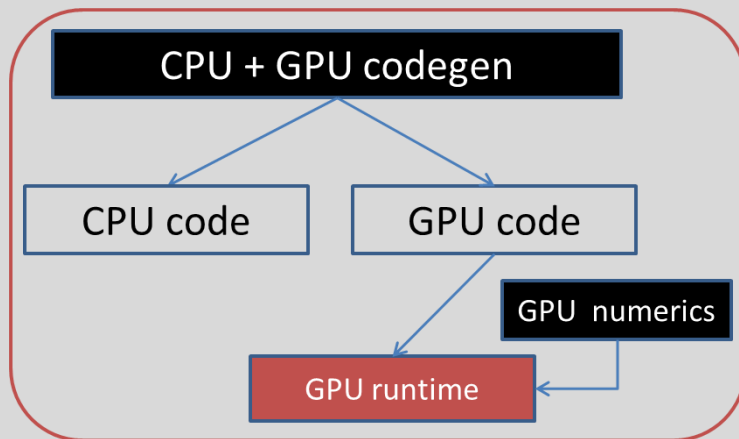 CPU + GPU codegen
CPU code
GPU code
GPU numerics
GPU runtime